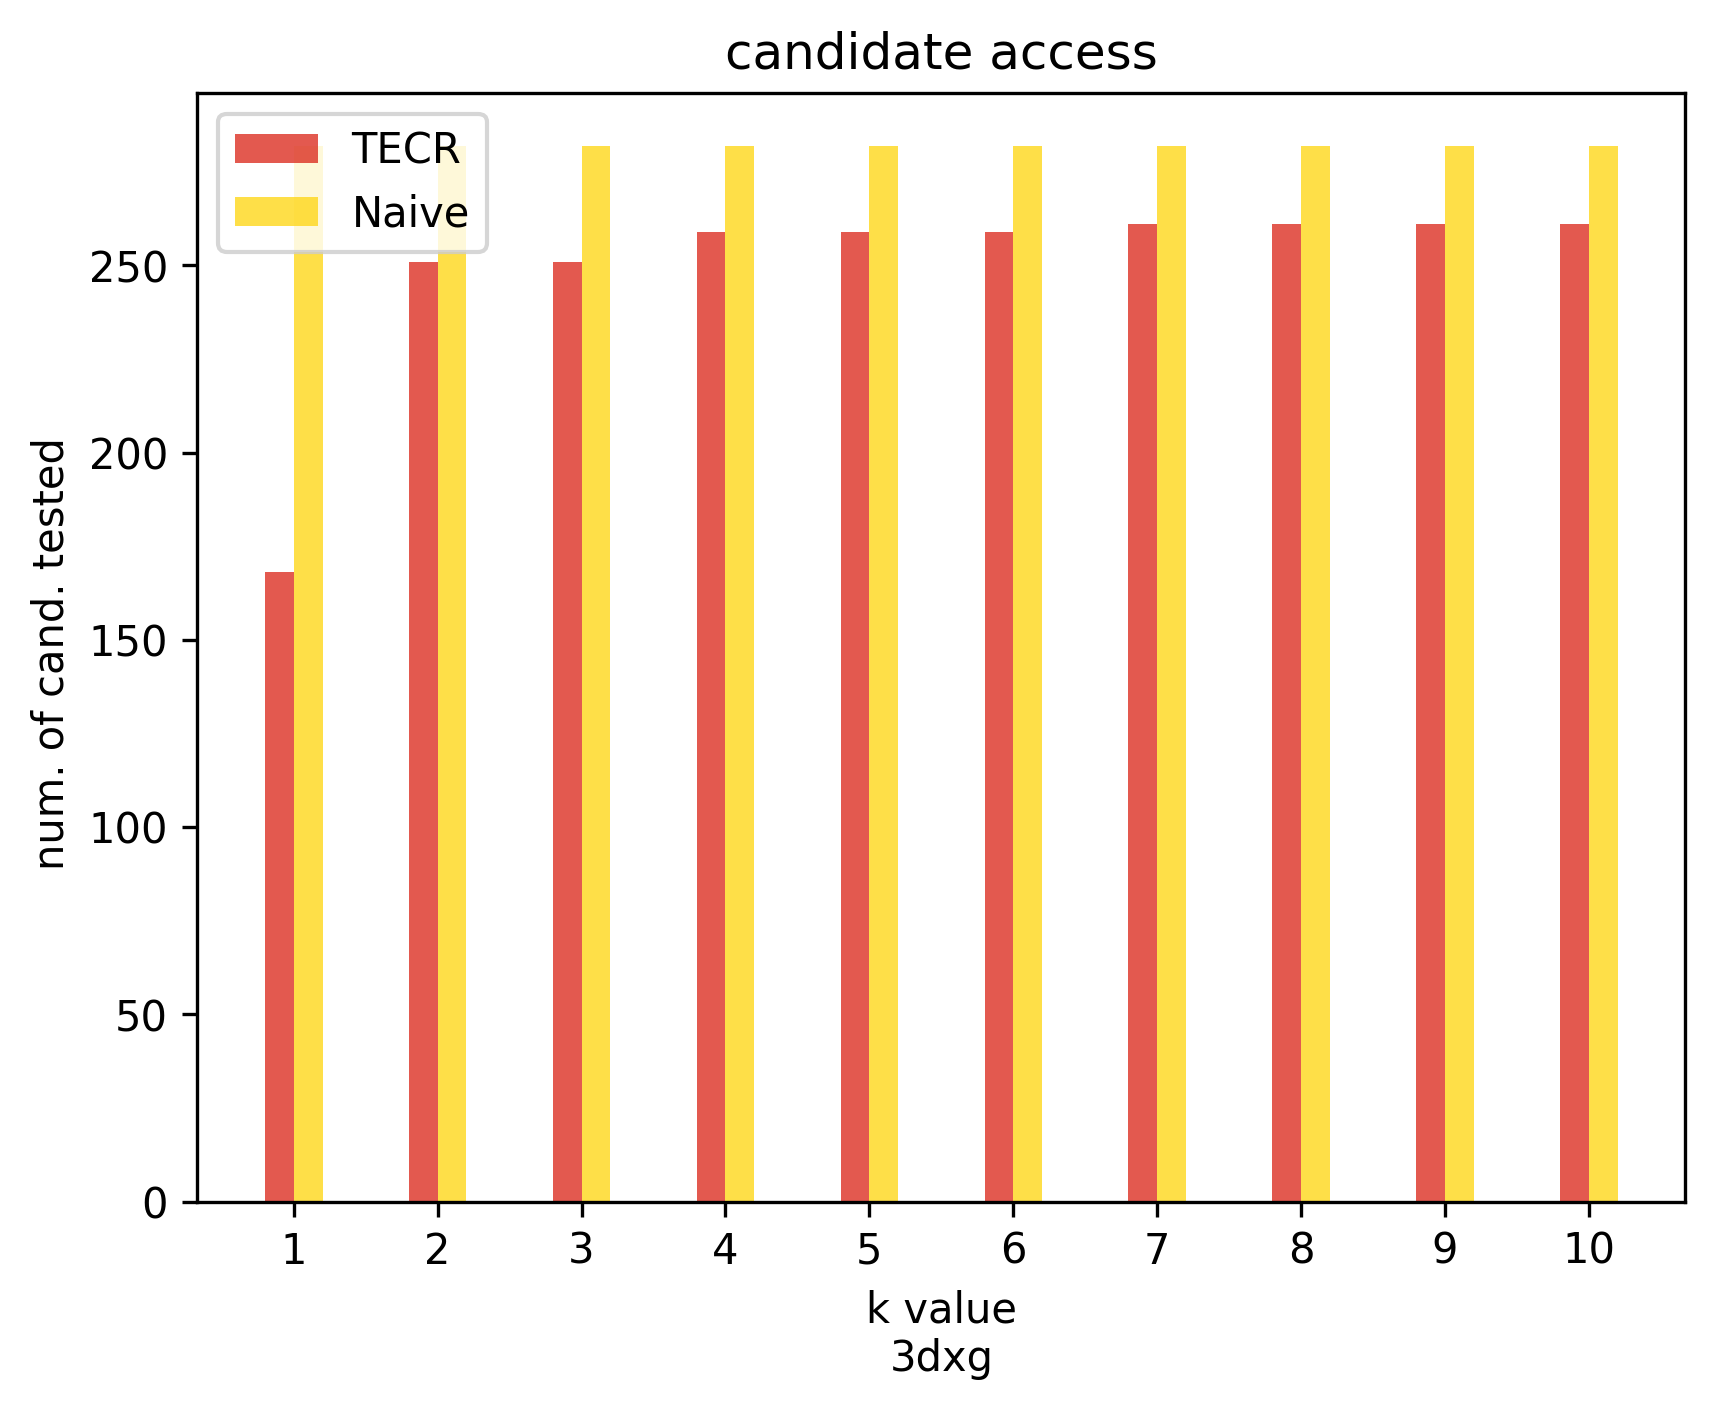 candidate access
TECR
Naive
250
200
150
100
50
0
num. of cand. tested
1 2 3 4 5 6 7 8 9 10
k value
3dxg